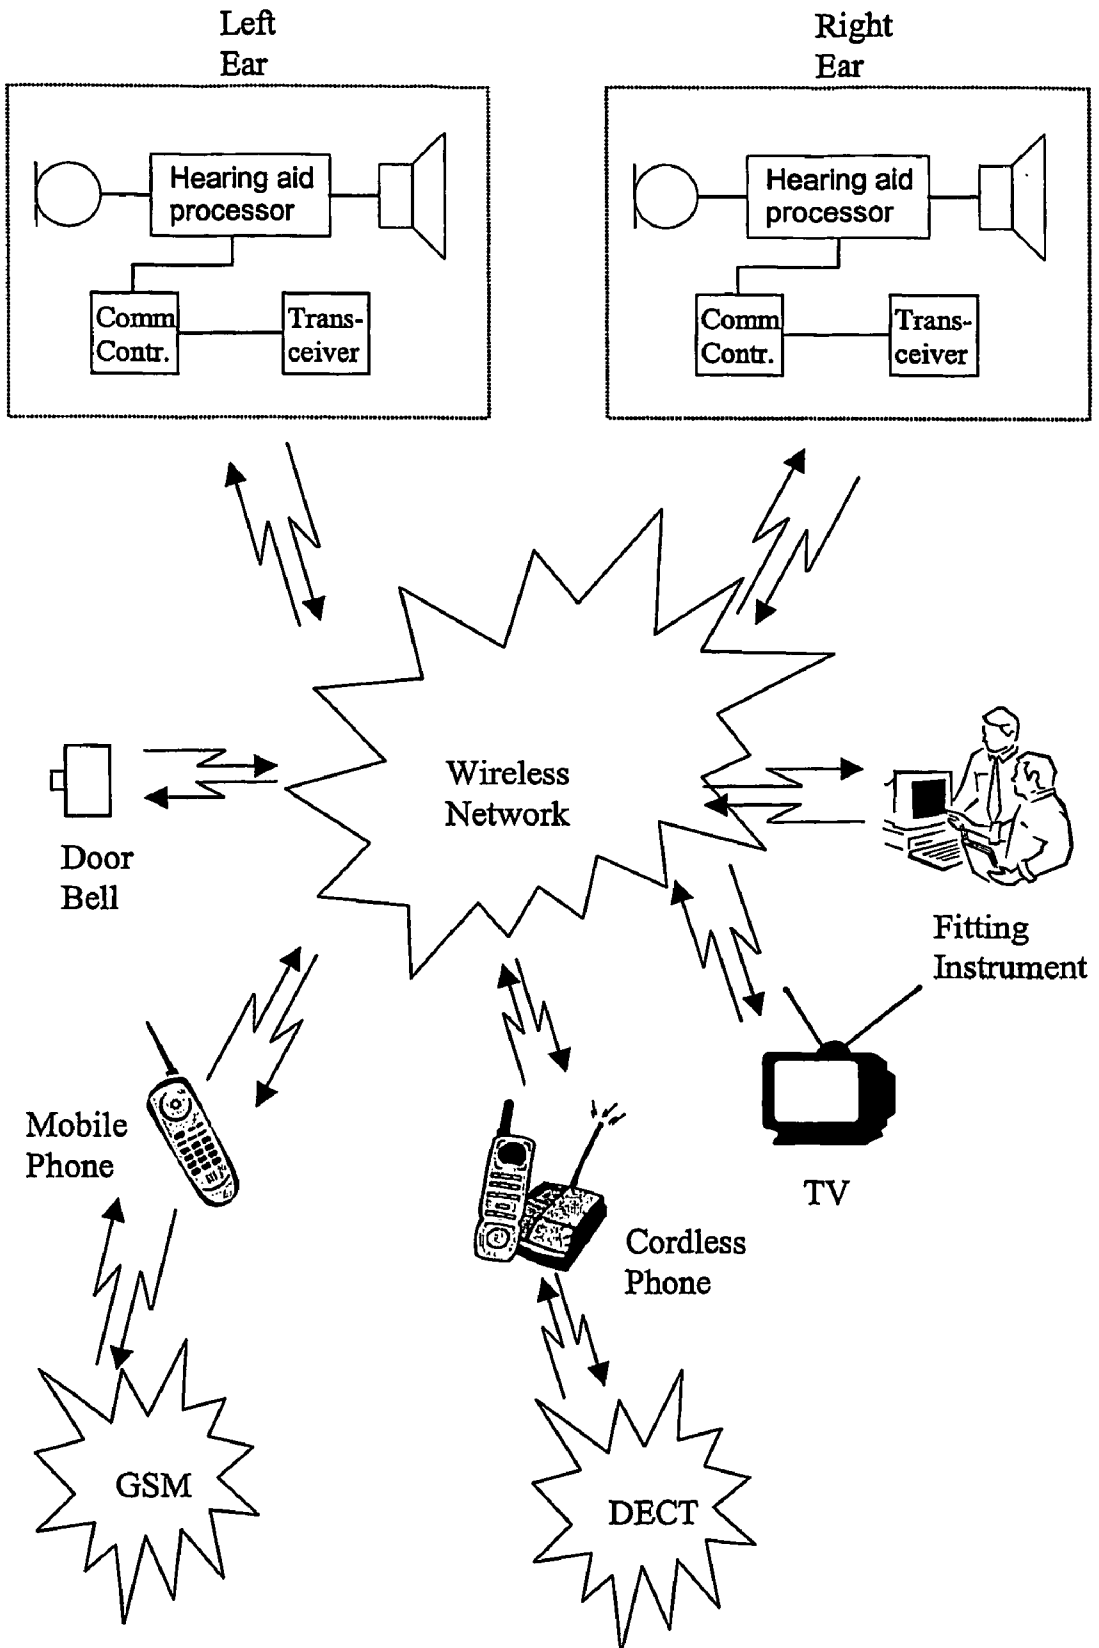 Left
Ear
Right
Ear
Hearing aid
processor
Comm
Contr.
Trans-
ceiver
Hearing aid
processor
Comm
Contr.
Trans-
ceiver
Wireless
Network
Door
Bell
Fitting
Instrument
Mobile
Phone
TV
Cordless
Phone
GSM
DECT